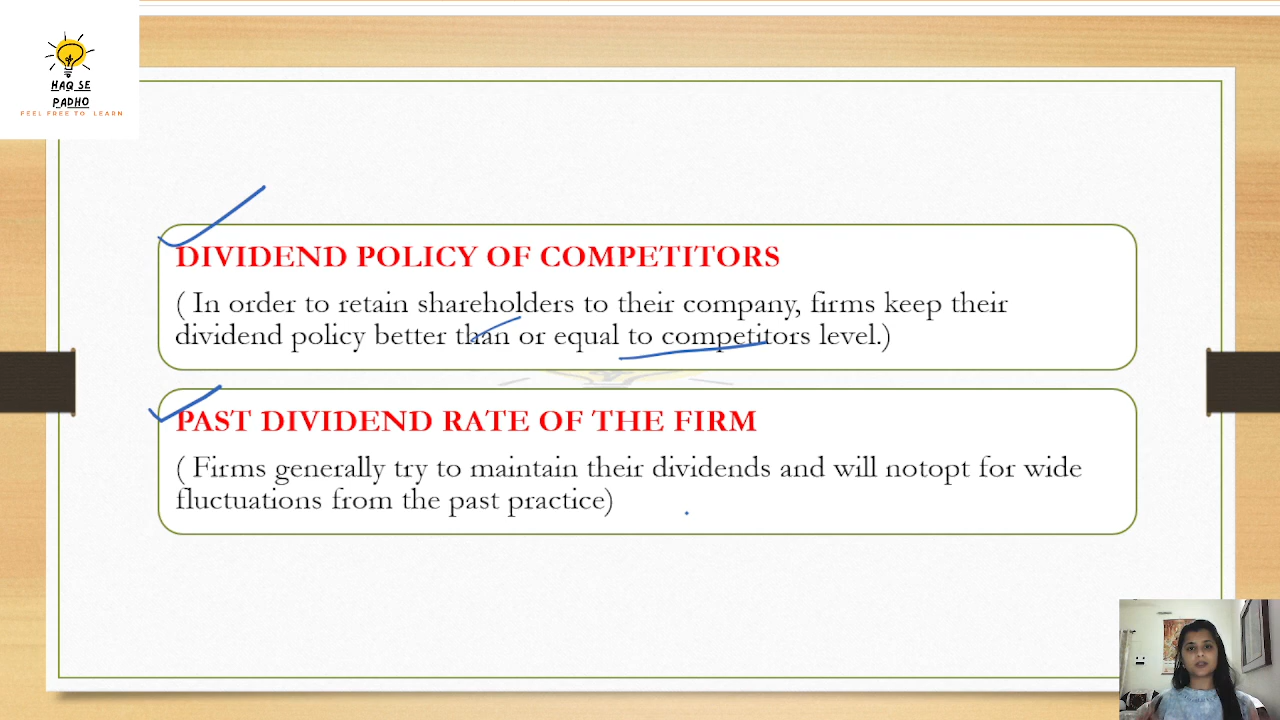 HAQ SE
PADHO
FEEL FREE TO LEARN
DIVIDEND POLICY OF COMPETITORS
( In order to retain shareholders to their company, firms keep their
dividend policy better than or equal to competitors level.)
PAST DIVIDEND RATE OF THE FIRM
( Firms generally try to maintain their dividends and will notopt for wide
fluctuations from the past practice)